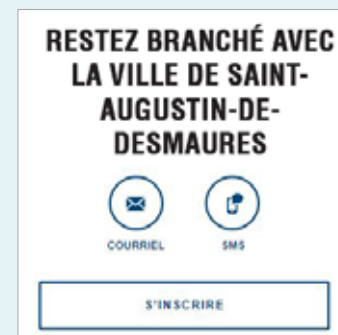 RESTEZ BRANCHÉ AVEC
LA VILLE DE SAINT-
AUGUSTIN-DE-
DESMAURES
COURRIEL
SMS
S'INSCRIRE